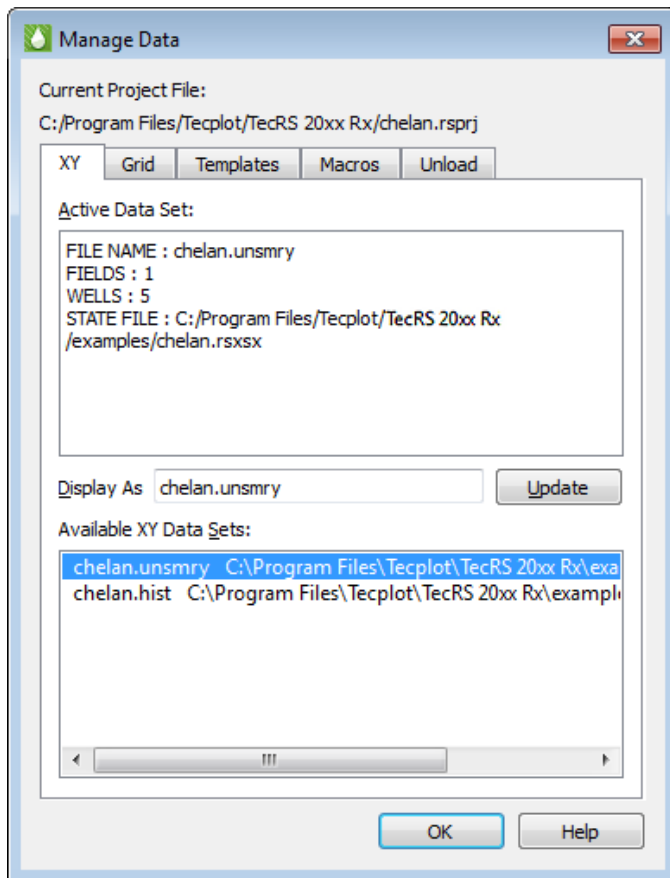 Manage Data
Current Project File:
C:/Program Files/Tecplot/TecRS 20xx Rx/chelan.rsprj
XY Grid Templates Macros Unload
Active Data Set:
FILE NAME : chelan.unsmry
FIELDS : 1
WELLS : 5
STATE FILE : C:/Program Files/Tecplot/TecRS 20xx Rx
/examples/chelan.rsxsx
Display As chelan.unsmry Update
Available XY Data Sets:
chelan.unsmry C:\Program Files\Tecplot\TecRS 20xx Rx\exa
chelan.hist C:\Program Files\Tecplot\TecRS 20xx Rx\exampl
OK Help